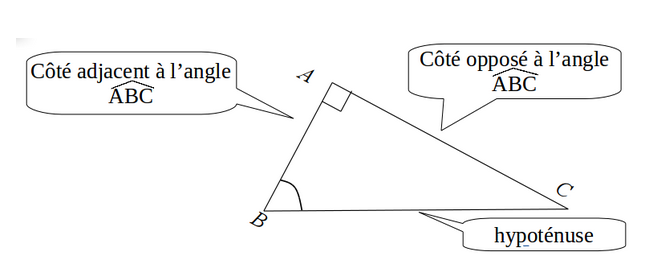 Côté adjacent à l'angle
ABC
A
Côté opposé à l'angle
ABC
B
C
hypoténuse